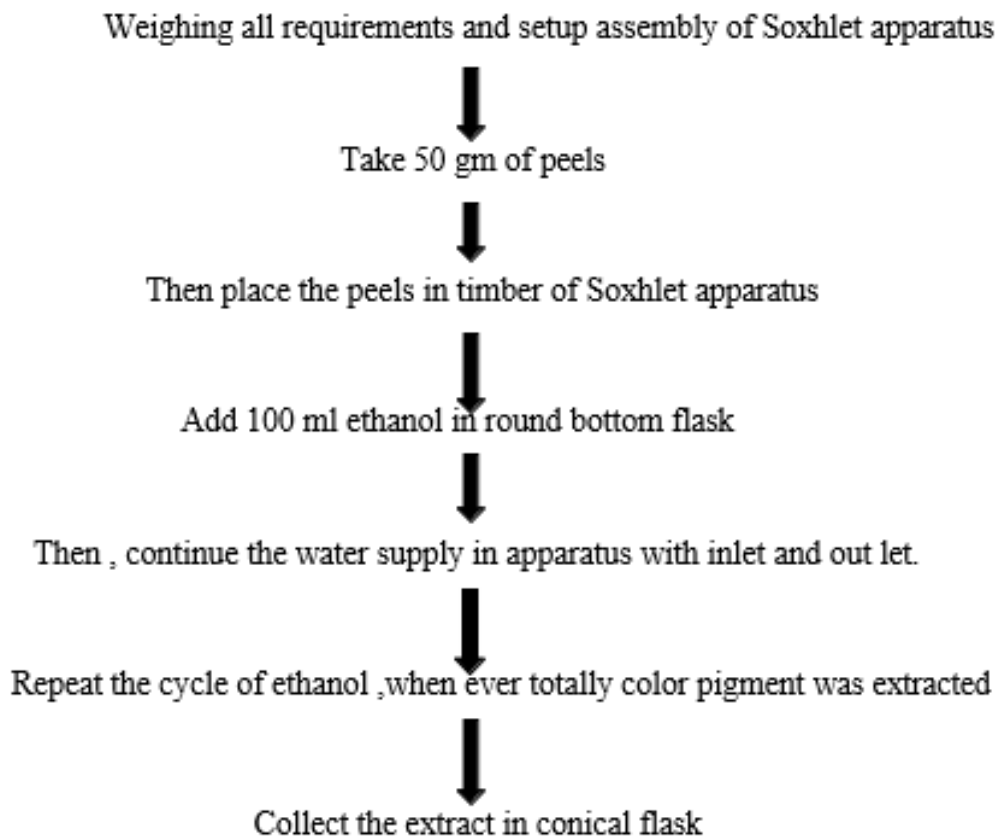 Weighing all requirements and setup assembly of Soxhlet apparatus
Take 50 gm of peels
Then place the peels in timber of Soxhlet apparatus
Add 100 ml ethanol in round bottom flask
Then , continue the water supply in apparatus with inlet and out let.
Repeat the cycle of ethanol ,when ever totally color pigment was extracted
Collect the extract in conical flask